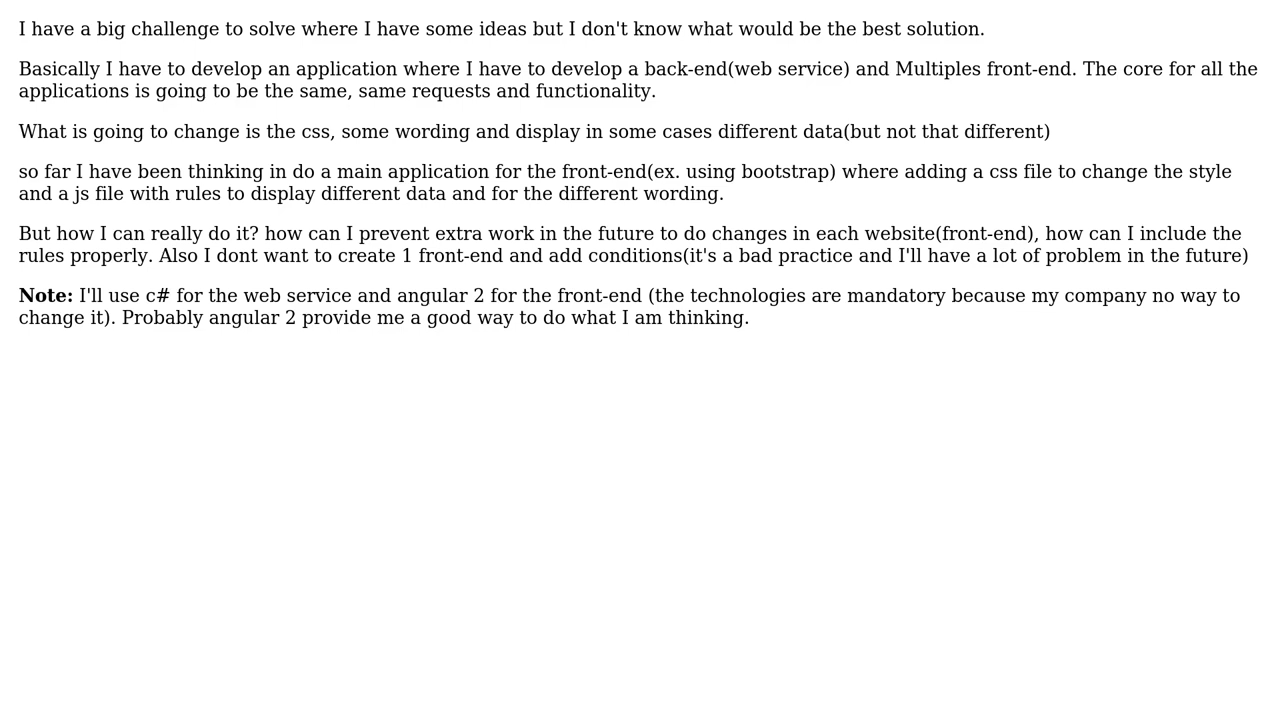 I have a big challenge to solve where I have some ideas but I don't know what would be the best solution.
Basically I have to develop an application where I have to develop a back-end(web service) and Multiples front-end. The core for all the
applications is going to be the same, same requests and functionality.
What is going to change is the css, some wording and display in some cases different data(but not that different)
so far I have been thinking in do a main application for the front-end(ex. using bootstrap) where adding a css file to change the style
and a js file with rules to display different data and for the different wording.
But how I can really do it? how can I prevent extra work in the future to do changes in each website(front-end), how can I include the
rules properly. Also I dont want to create 1 front-end and add conditions(it's a bad practice and I'll have a lot of problem in the future)
Note: I'll use c# for the web service and angular 2 for the front-end (the technologies are mandatory because my company no way to
change it). Probably angular 2 provide me a good way to do what I am thinking.